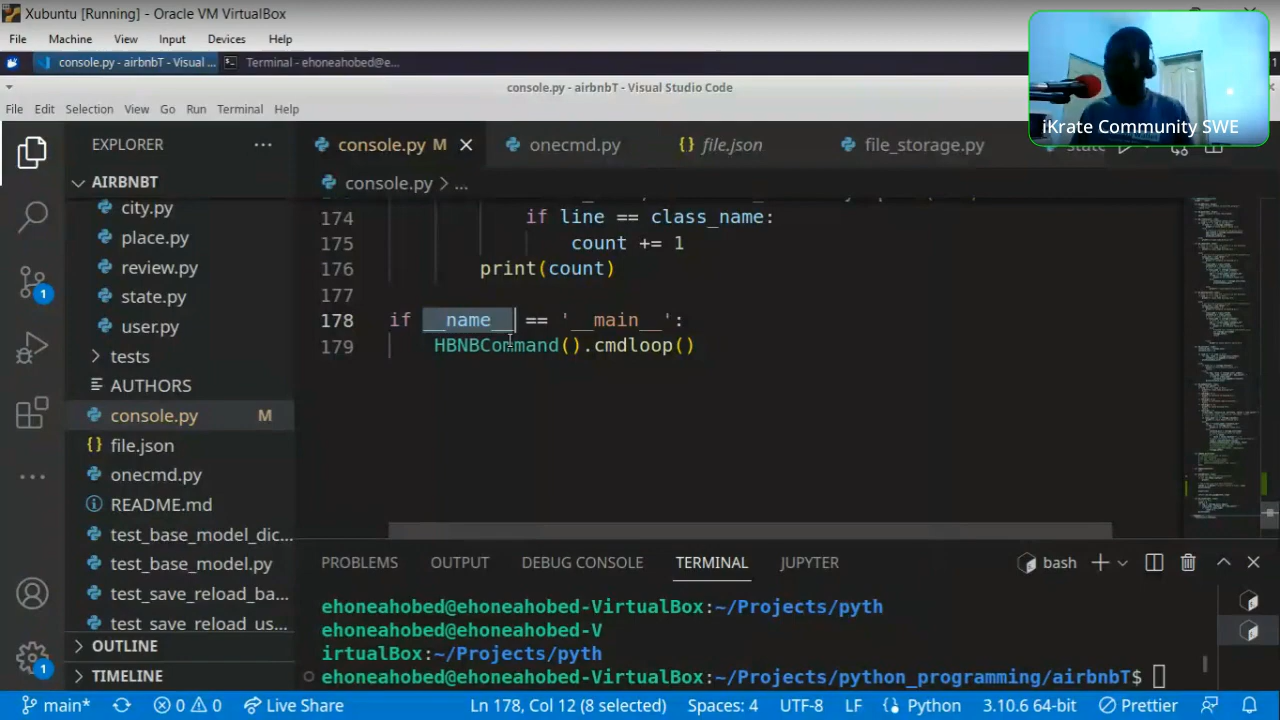 Xubuntu [Running] - Oracle VM VirtualBox
File Machine View Input Devices Help
console.py - airbnbT - Visual ... Terminal - ehoneahobed@e...
console.py - airbnbT - Visual Studio Code
File Edit Selection View Go Run Terminal Help
iKrate Community SWE
EXPLORER ...
console.py M onecmd.py {} file.json file_storage.py
AIRBNBT
console.py > ...
city.py
place.py
review.py
state.py
user.py
tests
AUTHORS
console.py M
{} file.json
onecmd.py
README.md
test_base_model_dic...
test_base_model.py
test_save_reload_ba...
test_save_reload_us...
OUTLINE
TIMELINE
174 if line == class_name:
175 count += 1
176 print(count)
177
178 if __name__ == '__main__':
179 HBNBCommand().cmdloop()
PROBLEMS OUTPUT DEBUG CONSOLE TERMINAL JUPYTER bash
ehoneahobed@ehoneahobed-VirtualBox:~/Projects/pyth
ehoneahobed@ehoneahobed-V
irtualBox:~/Projects/pyth
ehoneahobed@ehoneahobed-VirtualBox:~/Projects/python_programming/airbnbT$
1
1
main* 0 0 Live Share Ln 178, Col 12 (8 selected) Spaces: 4 UTF-8 LF {} Python 3.10.6 64-bit Prettier